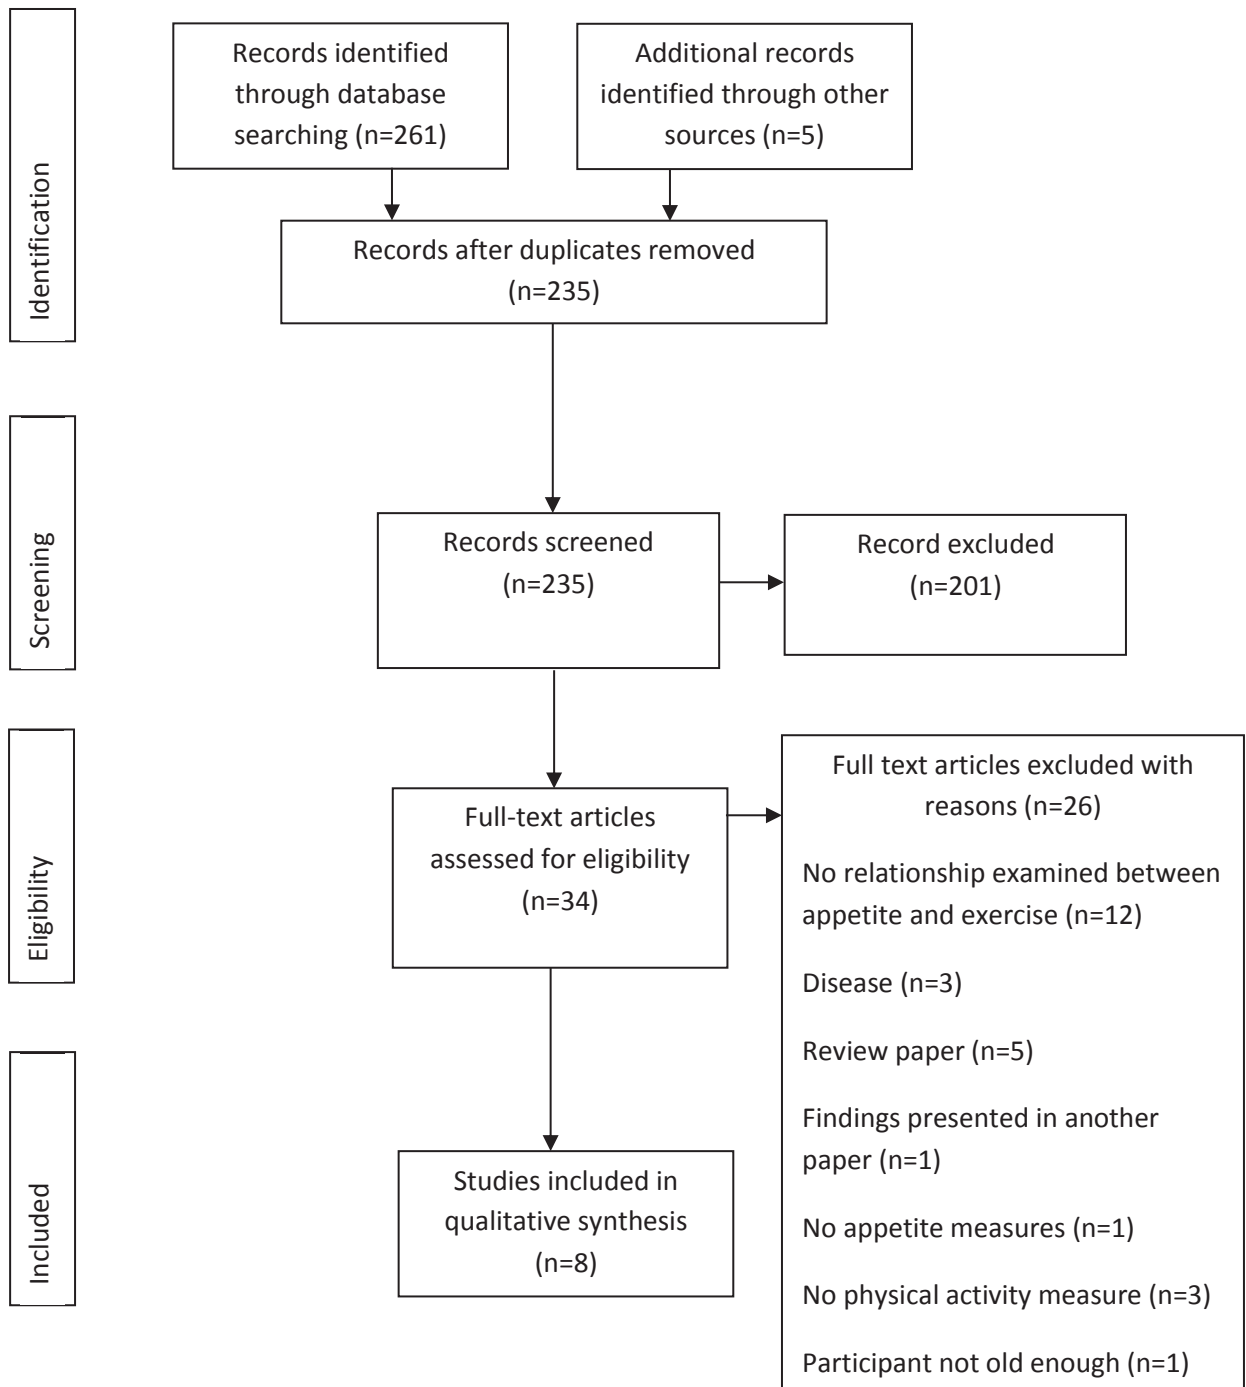 Identification
Records identified
through database
searching (n=261)
Additional records
identified through other
sources (n=5)
Records after duplicates removed
(n=235)
Screening
Records screened
(n=235)
Record excluded
(n=201)
Eligibility
Full-text articles
assessed for eligibility
(n=34)
Full text articles excluded with
reasons (n=26)
No relationship examined between
appetite and exercise (n=12)
Disease (n=3)
Review paper (n=5)
Findings presented in another
paper (n=1)
No appetite measures (n=1)
No physical activity measure (n=3)
Participant not old enough (n=1)
Included
Studies included in
qualitative synthesis
(n=8)